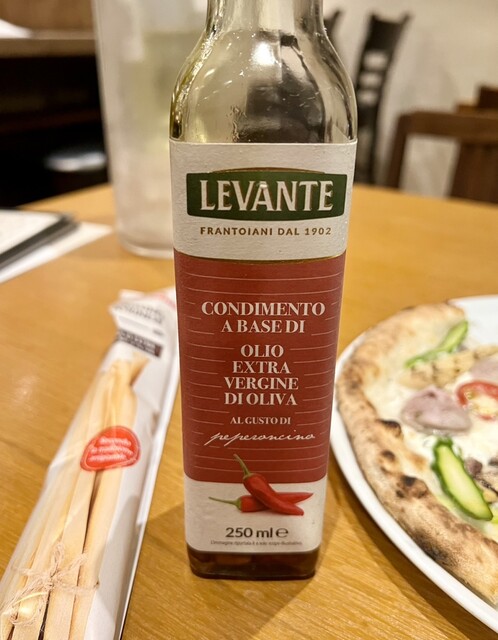 LEVANTE
FRANTOIANI DAL 1902
CONDIMENTO
A BASE DI
OLIO
EXTRA
VERGINE
DI OLIVA
AL GUSTO DI
peperoncino
250 ml e